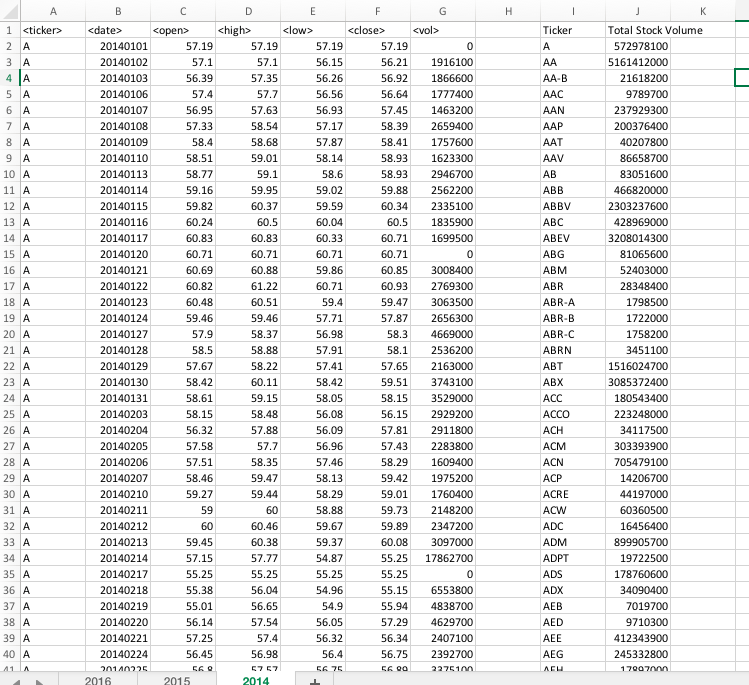 A B C D E F G H I J K
1 <ticker> <date> <open> <high> <low> <close> <vol> Ticker Total Stock Volume
2 A 20140101 57.19 57.19 57.19 57.19 0 A 572978100
3 A 20140102 57.1 57.1 56.15 56.21 1916100 AA 5161412000
4 A 20140103 56.39 57.35 56.26 56.92 1866600 AA-B 21618200
5 A 20140106 57.4 57.7 56.56 56.64 1777400 AAC 9789700
6 A 20140107 56.95 57.63 56.93 57.45 1463200 AAN 237929300
7 A 20140108 57.33 58.54 57.17 58.39 2659400 AAP 200376400
8 A 20140109 58.4 58.68 57.87 58.41 1757600 AAT 40207800
9 A 20140110 58.51 59.01 58.14 58.93 1623300 AAV 86658700
10 A 20140113 58.77 59.1 58.6 58.93 2946700 AB 83051600
11 A 20140114 59.16 59.95 59.02 59.88 2562200 ABB 466820000
12 A 20140115 59.82 60.37 59.59 60.34 2335100 ABBV 2303237600
13 A 20140116 60.24 60.5 60.04 60.5 1835900 ABC 428969000
14 A 20140117 60.83 60.83 60.33 60.71 1699500 ABEV 3208014300
15 A 20140120 60.71 60.71 60.71 60.71 0 ABG 81065600
16 A 20140121 60.69 60.88 59.86 60.85 3008400 ABM 52403000
17 A 20140122 60.82 61.22 60.71 60.93 2769300 ABR 28348400
18 A 20140123 60.48 60.51 59.4 59.47 3063500 ABR-A 1798500
19 A 20140124 59.46 59.46 57.71 57.87 2656300 ABR-B 1722000
20 A 20140127 57.9 58.37 56.98 58.3 4669000 ABR-C 1758200
21 A 20140128 58.5 58.88 57.91 58.1 2536200 ABRN 3451100
22 A 20140129 57.67 58.22 57.41 57.65 2163000 ABT 1516024700
23 A 20140130 58.42 60.11 58.42 59.51 3743100 ABX 3085372400
24 A 20140131 58.61 59.15 58.05 58.15 3529000 ACC 180543400
25 A 20140203 58.15 58.48 56.08 56.15 2929200 ACCO 223248000
26 A 20140204 56.32 57.88 56.09 57.81 2911800 ACH 34117500
27 A 20140205 57.58 57.7 56.96 57.43 2283800 ACM 303393900
28 A 20140206 57.51 58.35 57.46 58.29 1609400 ACN 705479100
29 A 20140207 58.46 59.47 58.13 59.42 1975200 ACP 14206700
30 A 20140210 59.27 59.44 58.29 59.01 1760400 ACRE 44197000
31 A 20140211 59 60 58.88 59.73 2148200 ACW 60360500
32 A 20140212 60 60.46 59.67 59.89 2347200 ADC 16456400
33 A 20140213 59.45 60.38 59.37 60.08 3097000 ADM 899905700
34 A 20140214 57.15 57.77 54.87 55.25 17862700 ADPT 19722500
35 A 20140217 55.25 55.25 55.25 55.25 0 ADS 178760600
36 A 20140218 55.38 56.04 54.96 55.15 6553800 ADX 34090400
37 A 20140219 55.01 56.65 54.9 55.94 4838700 AEB 7019700
38 A 20140220 56.14 57.54 56.05 57.29 4629700 AED 9710300
39 A 20140221 57.25 57.4 56.32 56.34 2407100 AEE 412343900
40 A 20140224 56.45 56.98 56.4 56.75 2392700 AEG 245332800
41 A 20140225 56.8 57.57 56.75 56.89 3375100 AEH 17897000
2016 2015 2014